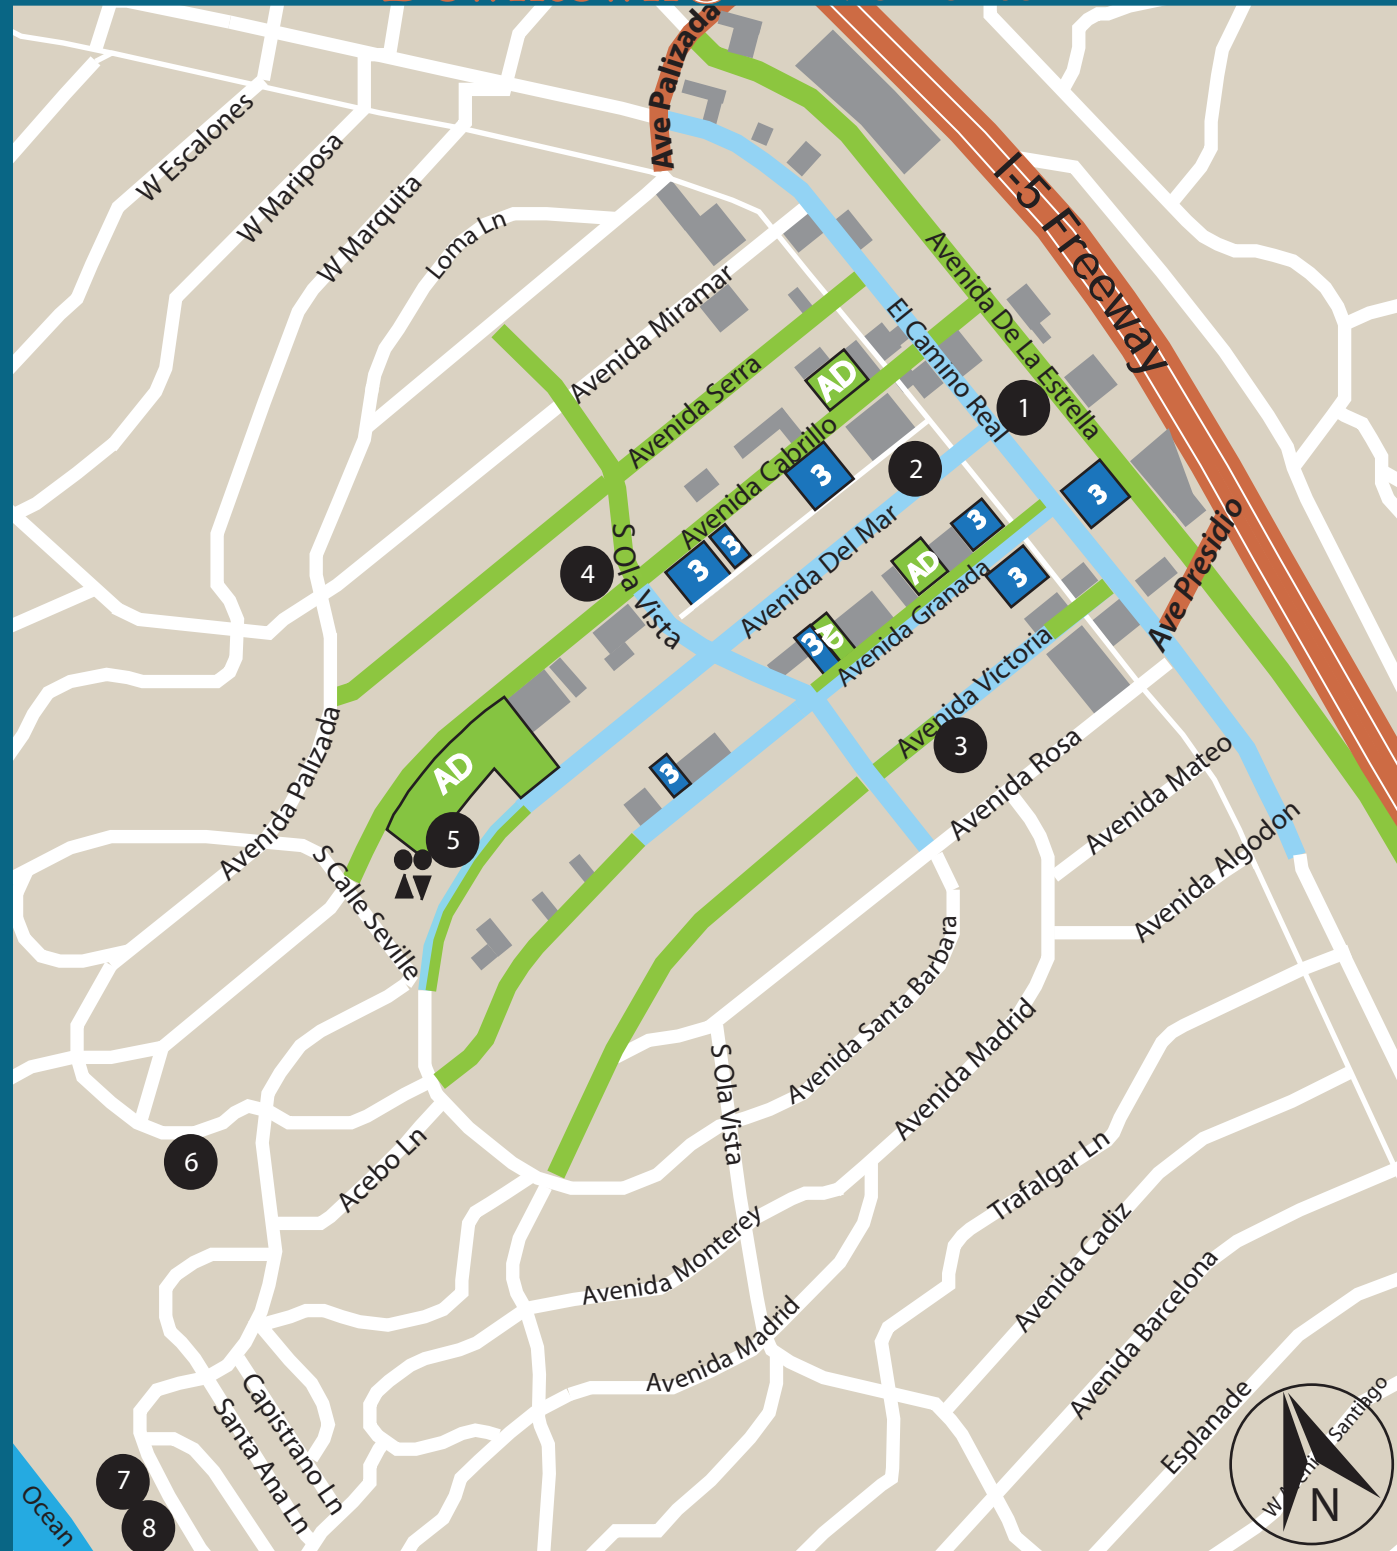 Ave Palizada
I-5 Freeway
W Escalones
W Mariposa
W Marquita
Loma Ln
Avenida Miramar
Avenida De La Estrella
El Camino Real
Avenida Serra
AD
1
Avenida Cabrillo
3
2
3
S Ola Vista
3
3
4
3
Avenida Del Mar
AD
3
Ave Presidio
3
Avenida Granada
Avenida Victoria
3
3
Avenida Rosa
Avenida Mateo
Avenida Palizada
AD
5
S Calle Seville
Avenida Algodon
Avenida Santa Barbara
Avenida Madrid
S Ola Vista
6
Acebo Ln
Trafalgar Ln
Avenida Monterey
Avenida Cadiz
Avenida Barcelona
Avenida Madrid
Capistrano Ln
Santa Ana Ln
Esplanade
Santiago
7
8
Ocean
N